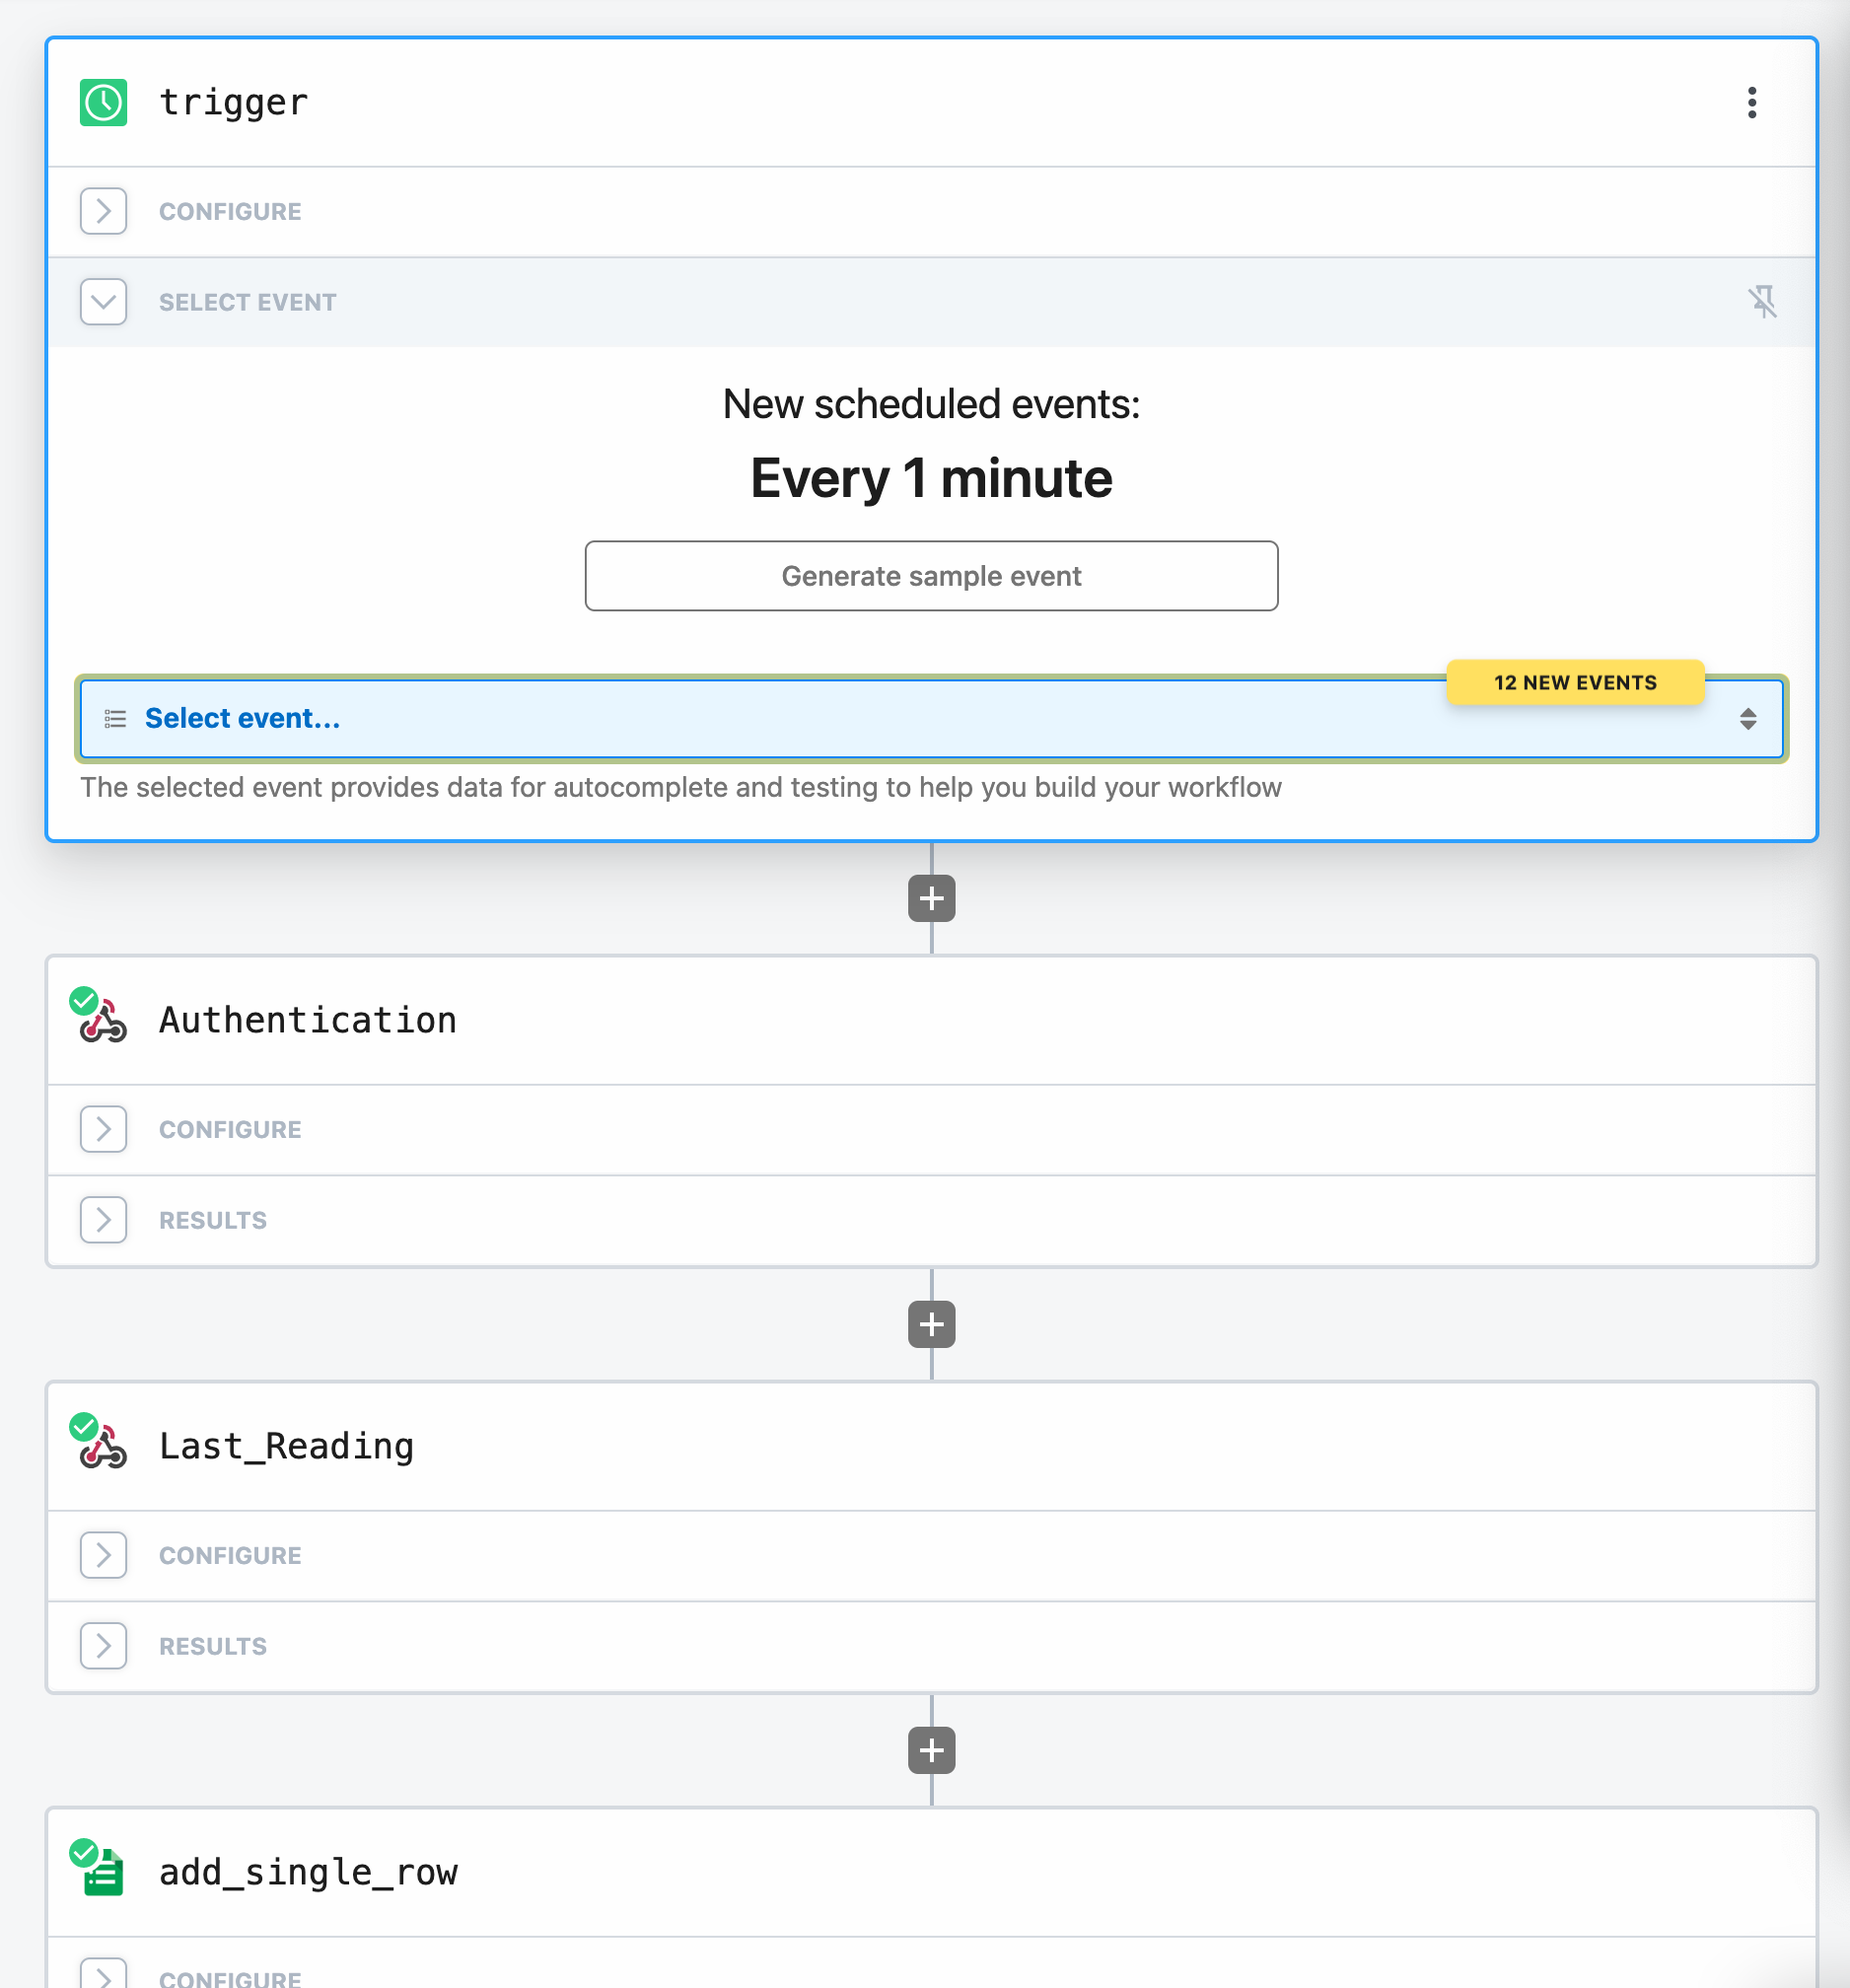 trigger
CONFIGURE
SELECT EVENT
New scheduled events:
Every 1 minute
Generate sample event
12 NEW EVENTS
Select event...
The selected event provides data for autocomplete and testing to help you build your workflow
Authentication
CONFIGURE
RESULTS
Last_Reading
CONFIGURE
RESULTS
add_single_row
CONFIGURE